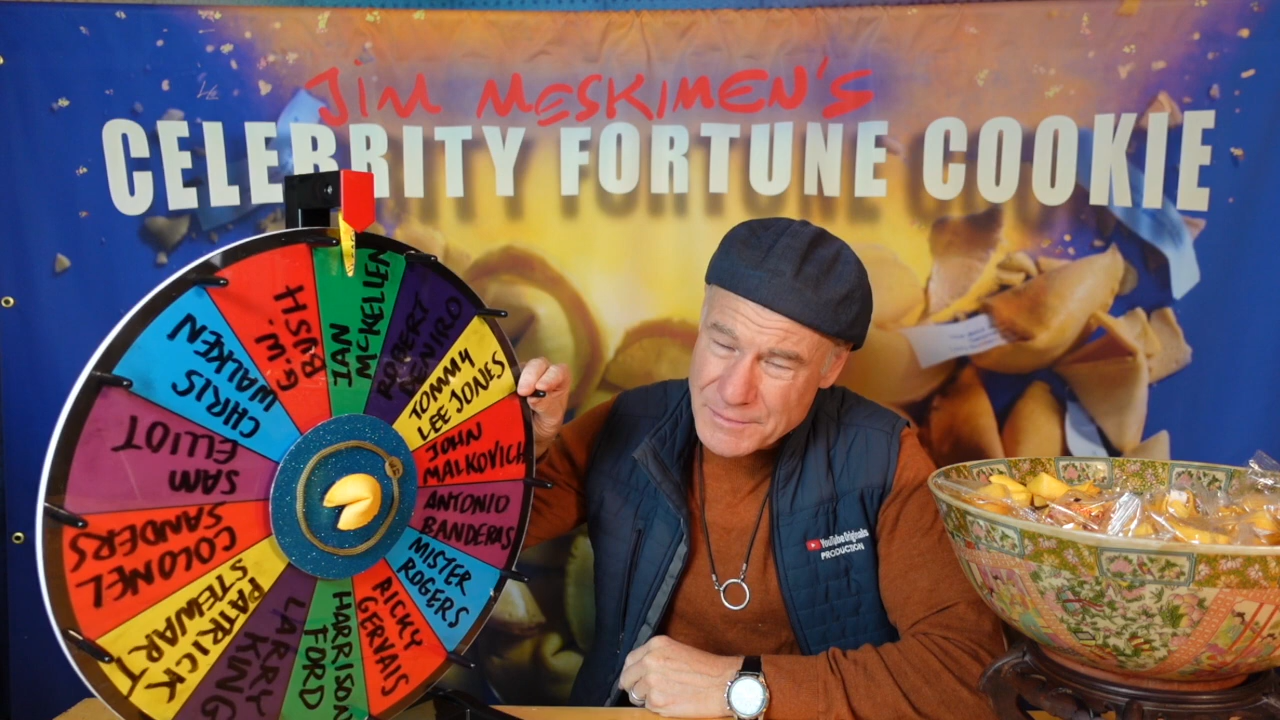 JIM MESKIMEN'S
CELEBRITY FORTUNE COOKIE
IAN
MCKELLEN
ROBERT
DENIRO
TOMMY
LEE JONES
JOHN
MALKOVICH
ANTONIO
BANDERAS
MISTER
ROGERS
RICKY
GERVAIS
HARRISON
FORD
LARRY
KING
PATRICK
STEWART
COLONEL
SANDERS
SAM
ELLIOT
CHRIS
WALKEN
G.W.
BUSH
YouTube Originals
PRODUCTION